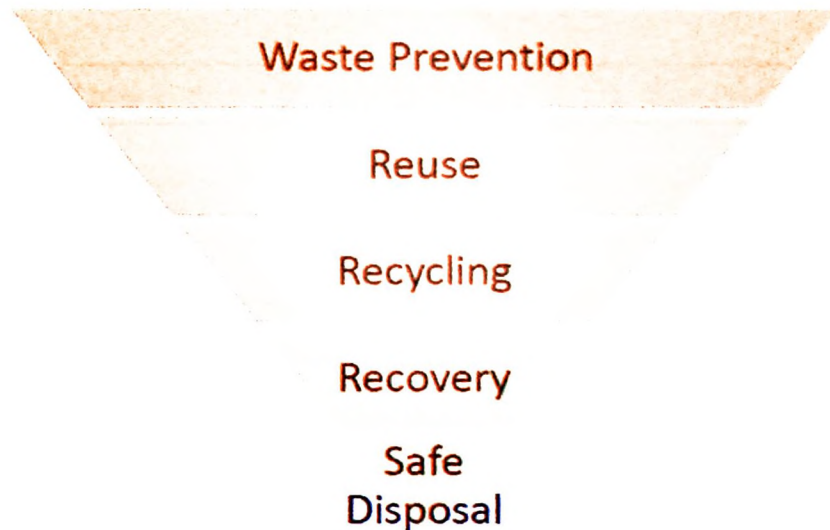 Waste Prevention
Reuse
Recycling
Recovery
Safe
Disposal